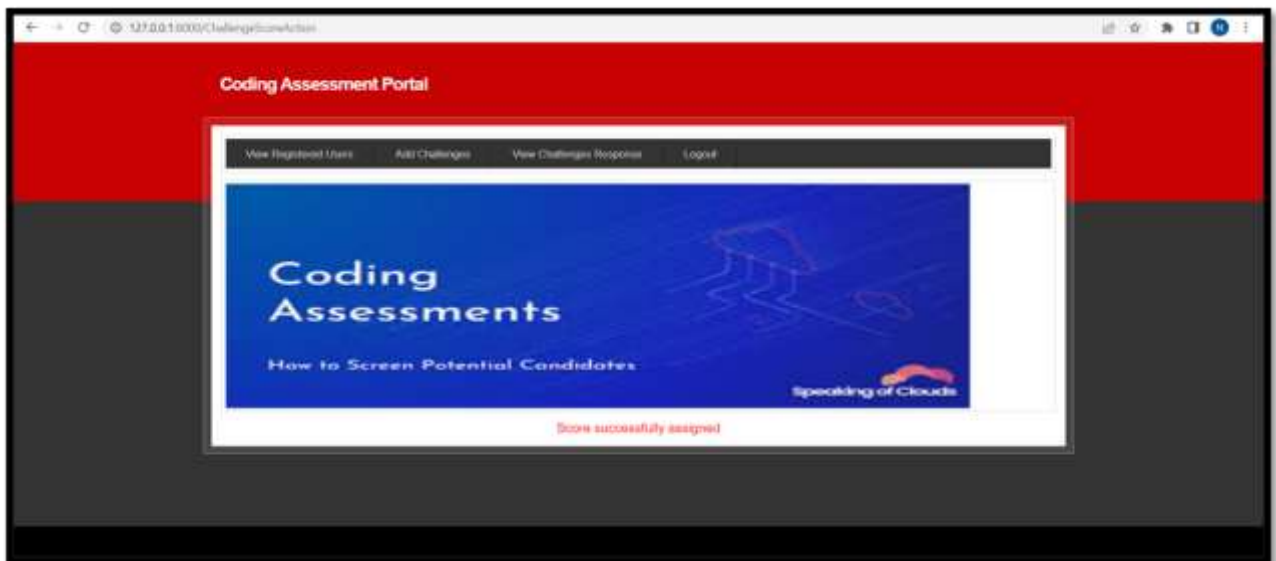 127.0.0.1:8000/ChallengeScoreAction
Coding Assessment Portal
View Registered Users Add Challenges View Challenges Response Logout
Coding
Assessments
How to Screen Potential Candidates
Speaking of Clouds
Score successfully assigned